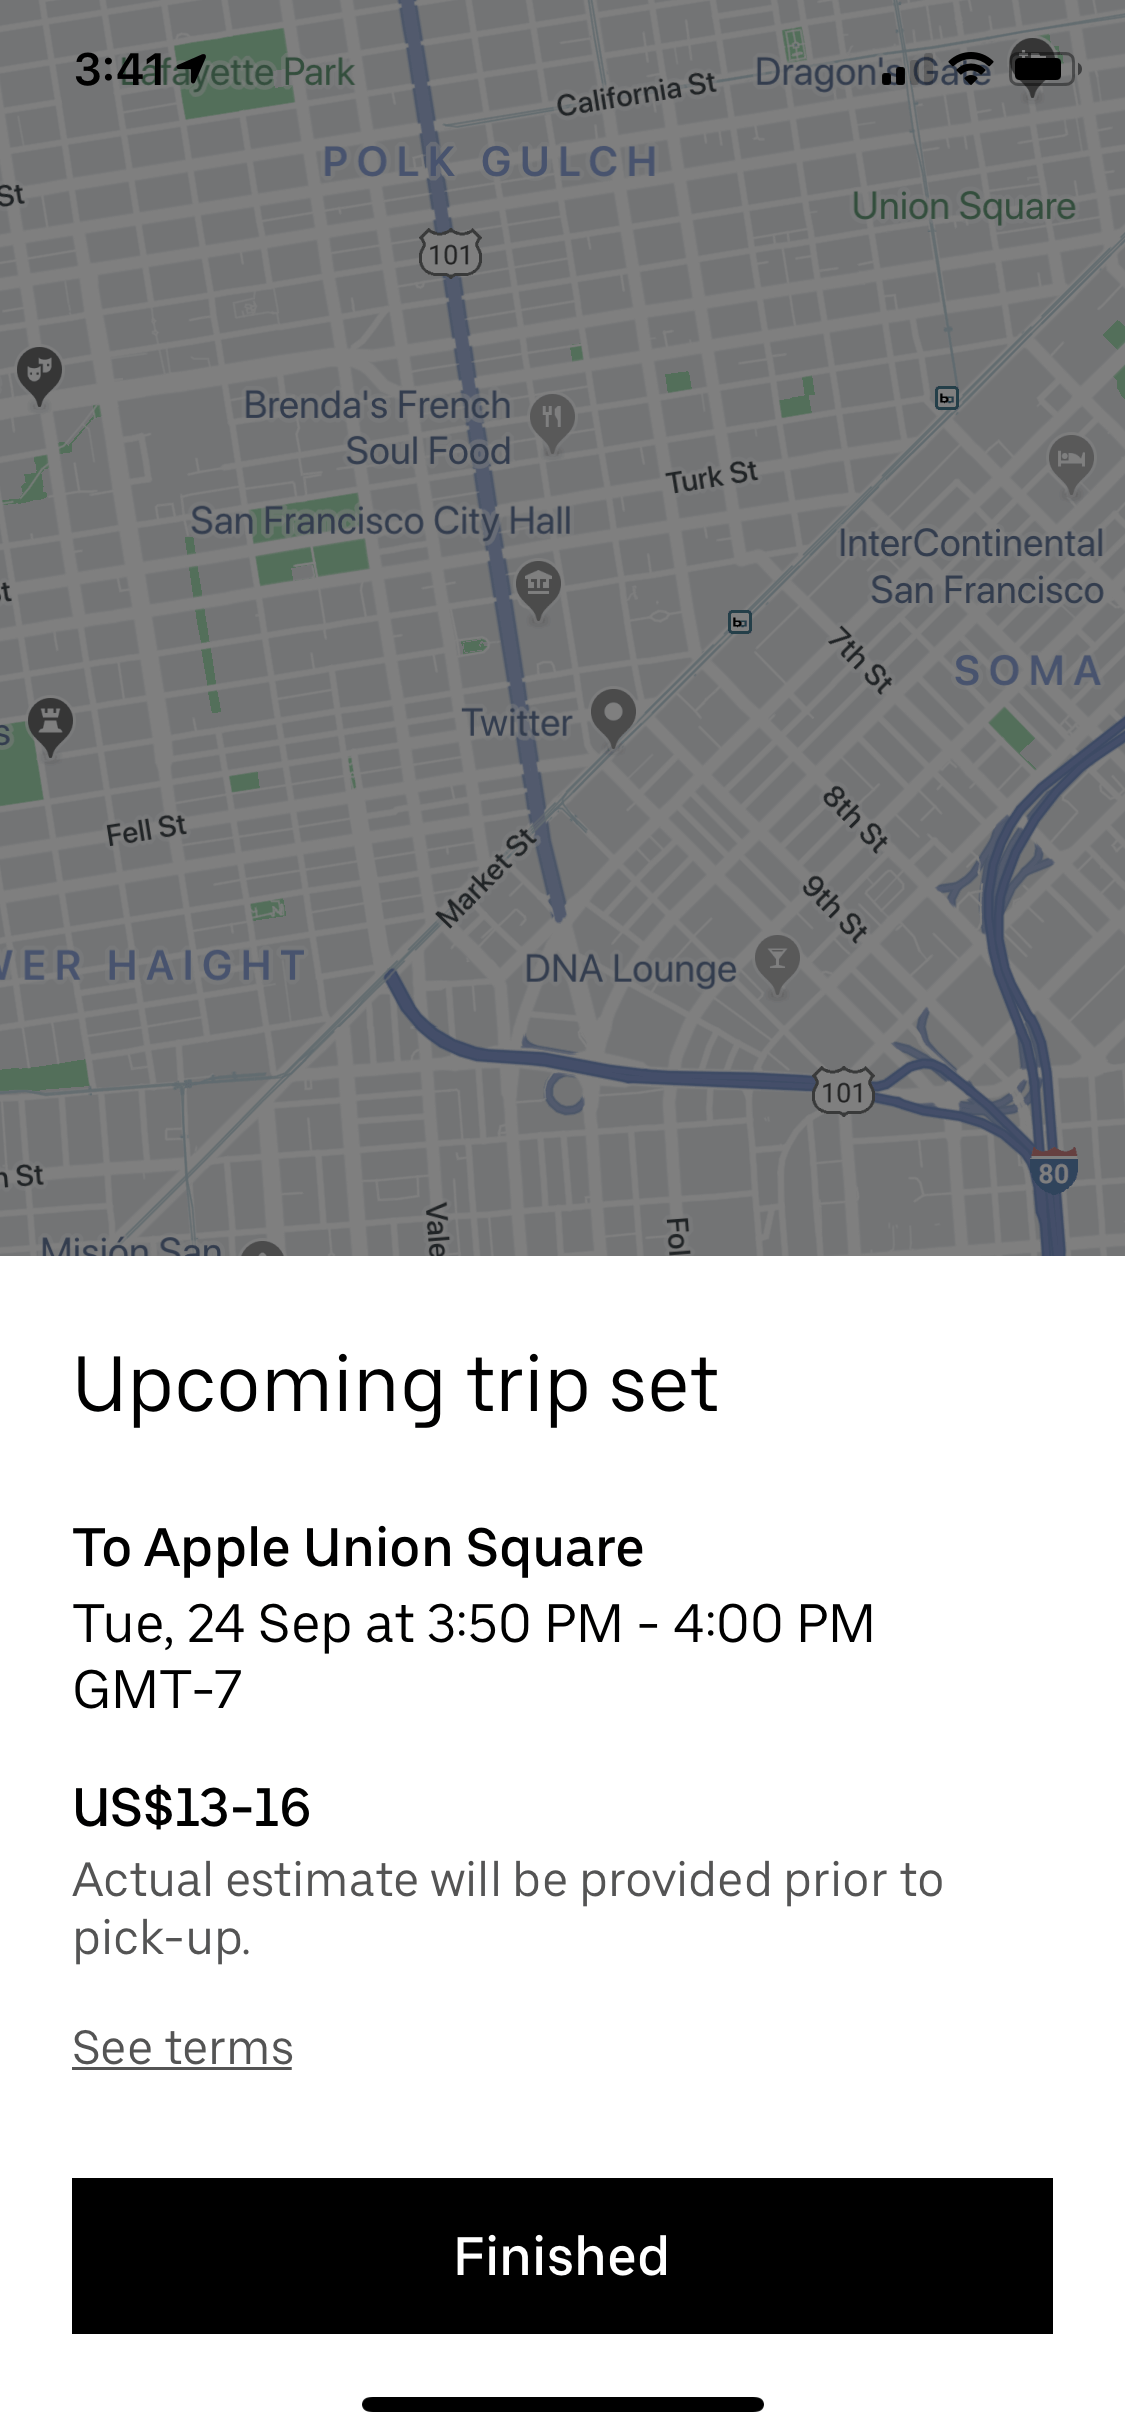 3:41
Lafayette Park
California St
Dragon's Gate
POLK GULCH
St
Union Square
101
Brenda's French
Soul Food
Turk St
San Francisco City Hall
InterContinental
San Francisco
7th St
SOMA
Twitter
8th St
Fell St
Market St
9th St
WER HAIGHT
DNA Lounge
101
80
n St
Vale
Fol
Misión San
Upcoming trip set
To Apple Union Square
Tue, 24 Sep at 3:50 PM - 4:00 PM
GMT-7
US$13-16
Actual estimate will be provided prior to
pick-up.
See terms
Finished